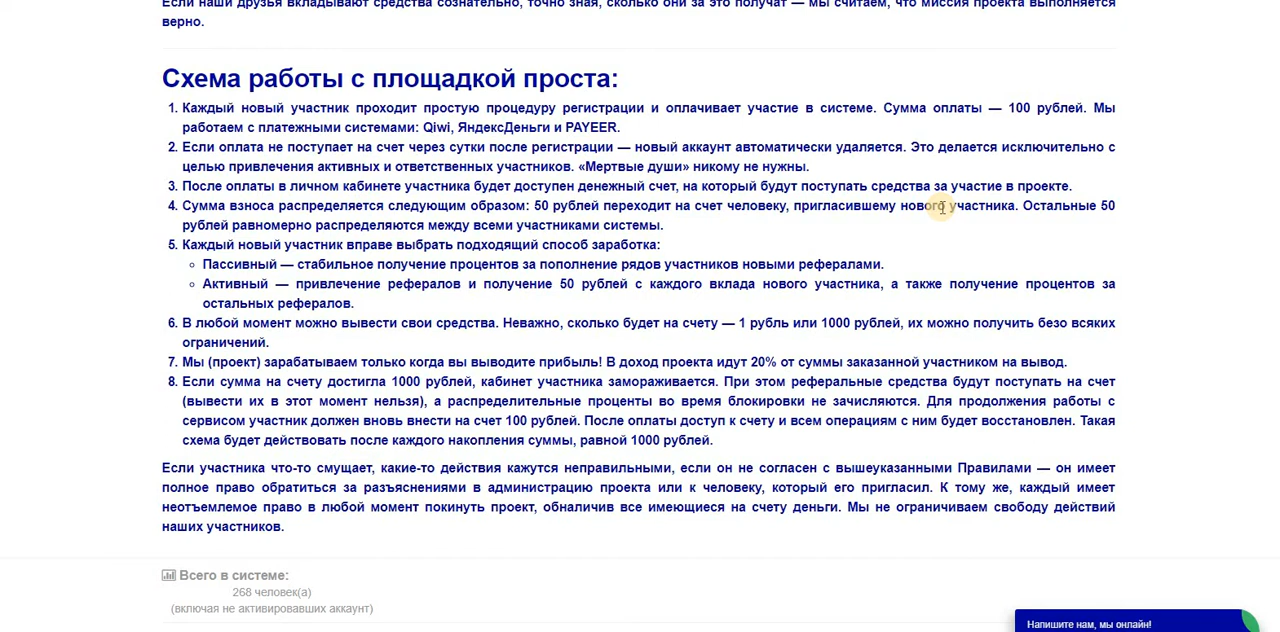 Если наши друзья вкладывают средства сознательно, точно зная, сколько они за это получат — мы считаем, что миссия проекта выполняется
верно.
Схема работы с площадкой проста:
1. Каждый новый участник проходит простую процедуру регистрации и оплачивает участие в системе. Сумма оплаты — 100 рублей. Мы
работаем с платежными системами: Qiwi, ЯндексДеньги и PAYEER.
2. Если оплата не поступает на счет через сутки после регистрации — новый аккаунт автоматически удаляется. Это делается исключительно с
целью привлечения активных и ответственных участников. «Мертвые души» никому не нужны.
3. После оплаты в личном кабинете участника будет доступен денежный счет, на который будут поступать средства за участие в проекте.
4. Сумма взноса распределяется следующим образом: 50 рублей переходит на счет человеку, пригласившему нового участника. Остальные 50
рублей равномерно распределяются между всеми участниками системы.
5. Каждый новый участник вправе выбрать подходящий способ заработка:
◦ Пассивный — стабильное получение процентов за пополнение рядов участников новыми рефералами.
◦ Активный — привлечение рефералов и получение 50 рублей с каждого вклада нового участника, а также получение процентов за
остальных рефералов.
6. В любой момент можно вывести свои средства. Неважно, сколько будет на счету — 1 рубль или 1000 рублей, их можно получить безо всяких
ограничений.
7. Мы (проект) зарабатываем только когда вы выводите прибыль! В доход проекта идут 20% от суммы заказанной участником на вывод.
8. Если сумма на счету достигла 1000 рублей, кабинет участника замораживается. При этом реферальные средства будут поступать на счет
(вывести их в этот момент нельзя), а распределительные проценты во время блокировки не зачисляются. Для продолжения работы с
сервисом участник должен вновь внести на счет 100 рублей. После оплаты доступ к счету и всем операциям с ним будет восстановлен. Такая
схема будет действовать после каждого накопления суммы, равной 1000 рублей.
Если участника что-то смущает, какие-то действия кажутся неправильными, если он не согласен с вышеуказанными Правилами — он имеет
полное право обратиться за разъяснениями в администрацию проекта или к человеку, который его пригласил. К тому же, каждый имеет
неотъемлемое право в любой момент покинуть проект, обналичив все имеющиеся на счету деньги. Мы не ограничиваем свободу действий
наших участников.
Всего в системе:
268 человек(а)
(включая не активировавших аккаунт)
Напишите нам, мы онлайн!